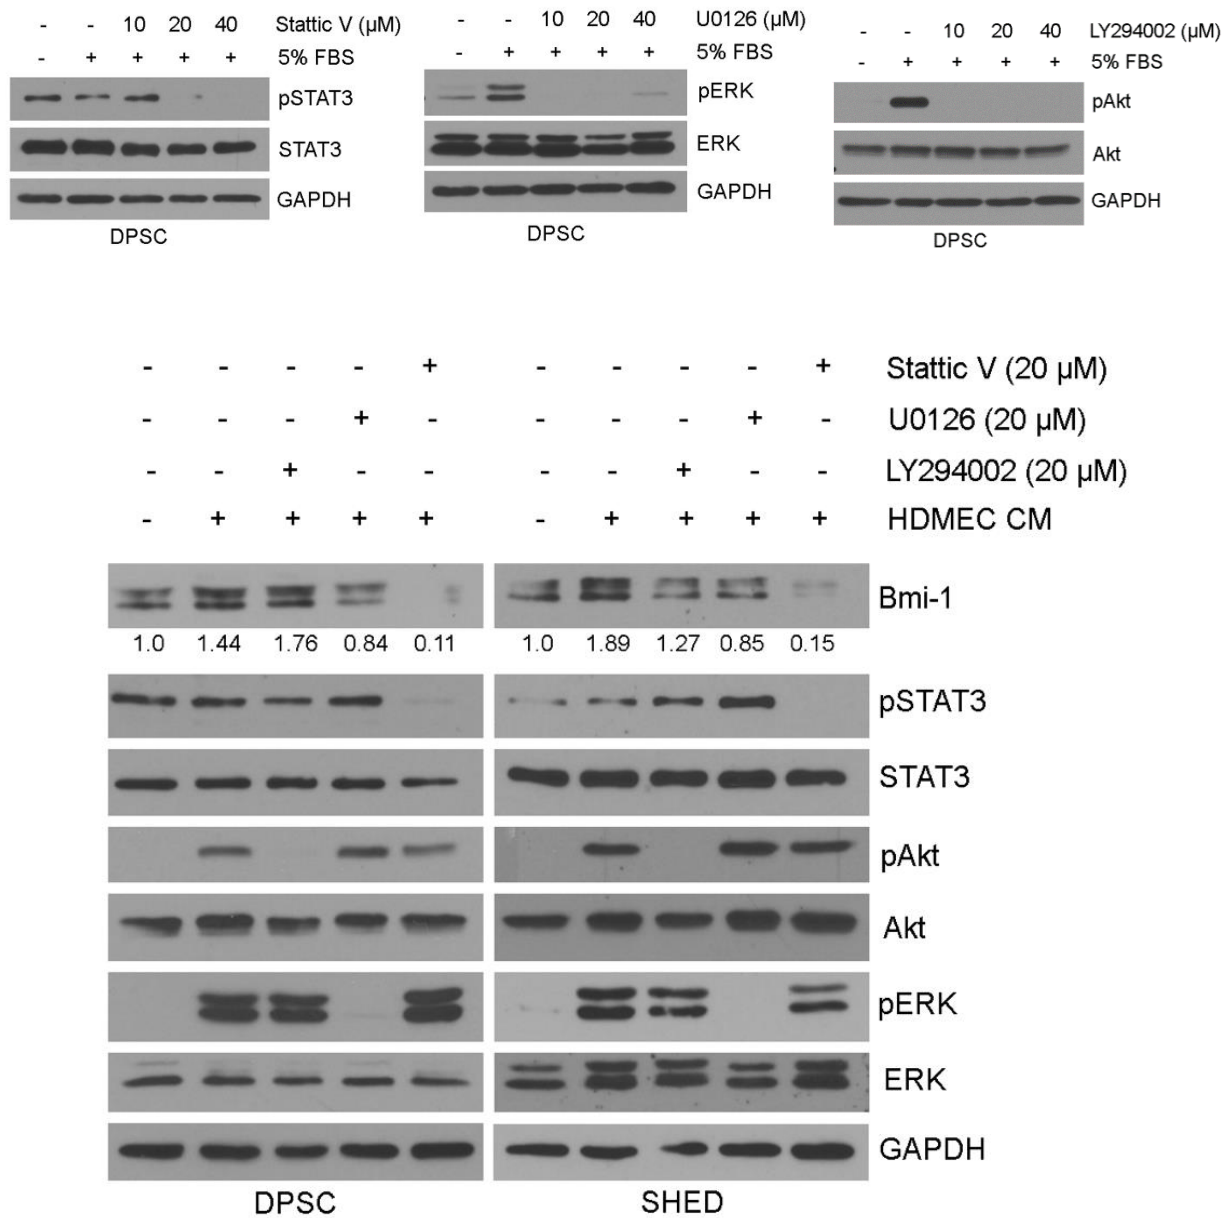 - - 10 20 40 Stattic V (µM)
- + + + + 5% FBS
pSTAT3
STAT3
GAPDH
DPSC
- - 10 20 40 U0126 (µM)
- + + + + 5% FBS
pERK
ERK
GAPDH
DPSC
- - 10 20 40 LY294002 (µM)
- + + + + 5% FBS
pAkt
Akt
GAPDH
DPSC
- - - - + - - - - + Stattic V (20 µM)
- - - + - - - - + - U0126 (20 µM)
- - + - - - - + - - LY294002 (20 µM)
- + + + + - + + + + HDMEC CM
Bmi-1
1.0 1.44 1.76 0.84 0.11 1.0 1.89 1.27 0.85 0.15
pSTAT3
STAT3
pAkt
Akt
pERK
ERK
GAPDH
DPSC SHED